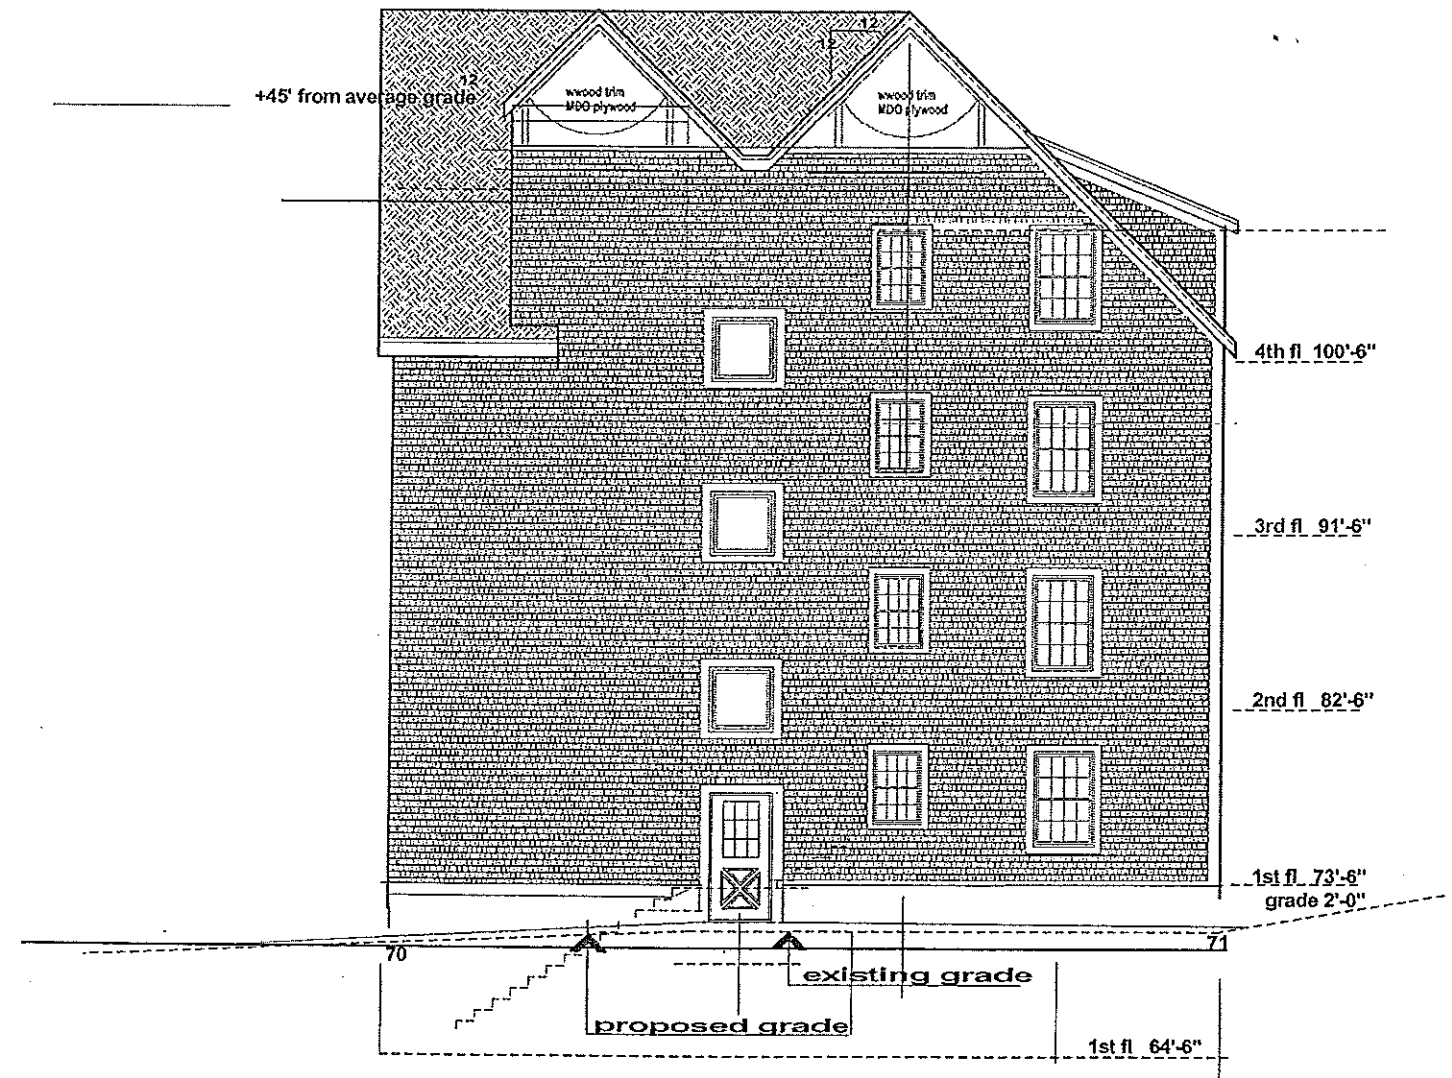 12
12
12
+45' from average grade
wwood trim
MDO plywood
wwood trim
MDO plywood
4th fl 100'-6"
3rd fl 91'-6"
2nd fl 82'-6"
1st fl 73'-6"
grade 2'-0"
70
71
existing grade
proposed grade
1st fl 64'-6"